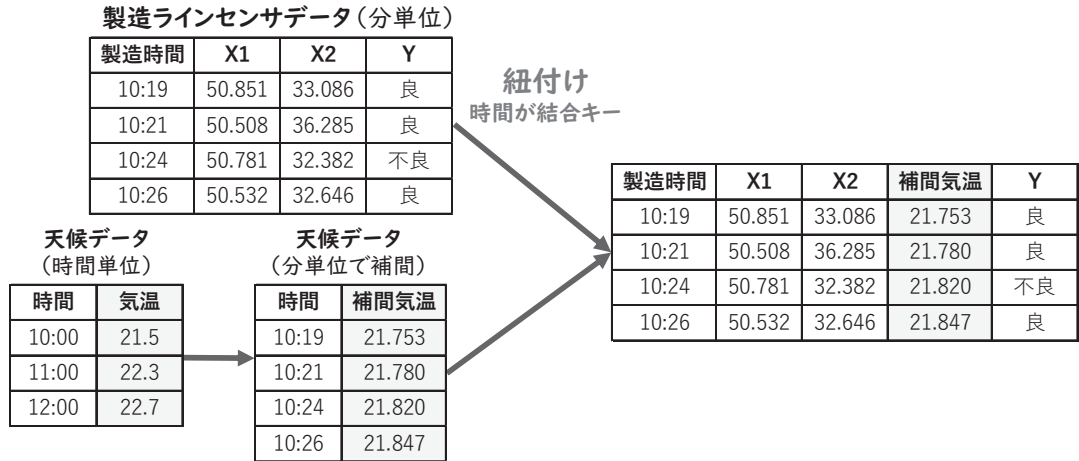 製造ラインセンサデータ(分単位)
製造時間 X1 X2 Y
10:19 50.851 33.086 良
10:21 50.508 36.285 良
10:24 50.781 32.382 不良
10:26 50.532 32.646 良
紐付け
時間が結合キー
天候データ
(時間単位)
時間 気温
10:00 21.5
11:00 22.3
12:00 22.7
天候データ
(分単位で補間)
時間 補間気温
10:19 21.753
10:21 21.780
10:24 21.820
10:26 21.847
製造時間 X1 X2 補間気温 Y
10:19 50.851 33.086 21.753 良
10:21 50.508 36.285 21.780 良
10:24 50.781 32.382 21.820 不良
10:26 50.532 32.646 21.847 良